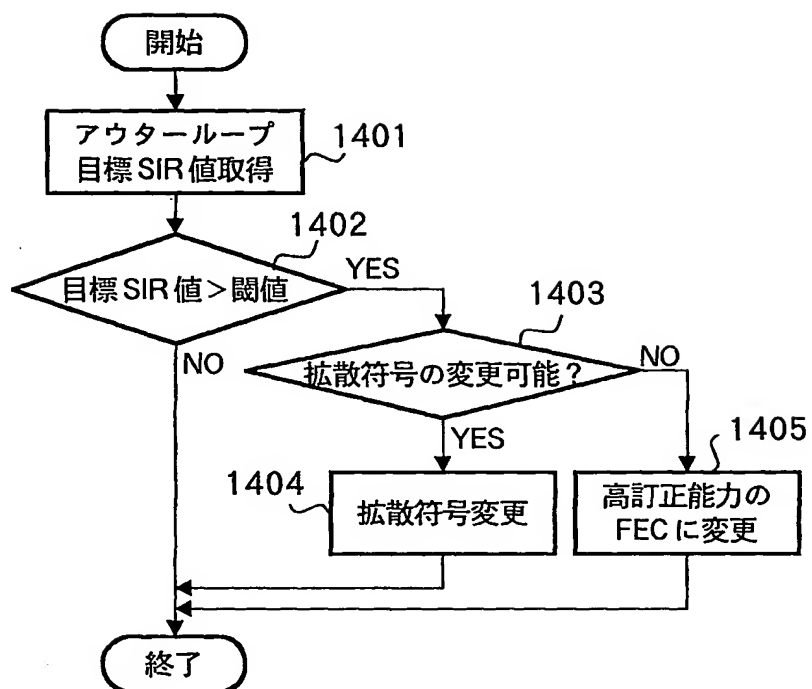 開始
アウターループ
目標SIR値取得
1401
1402
目標SIR値>閾値
YES
NO
1403
拡散符号の変更可能?
NO
YES
1404
拡散符号変更
1405
高訂正能力の
FECに変更
終了